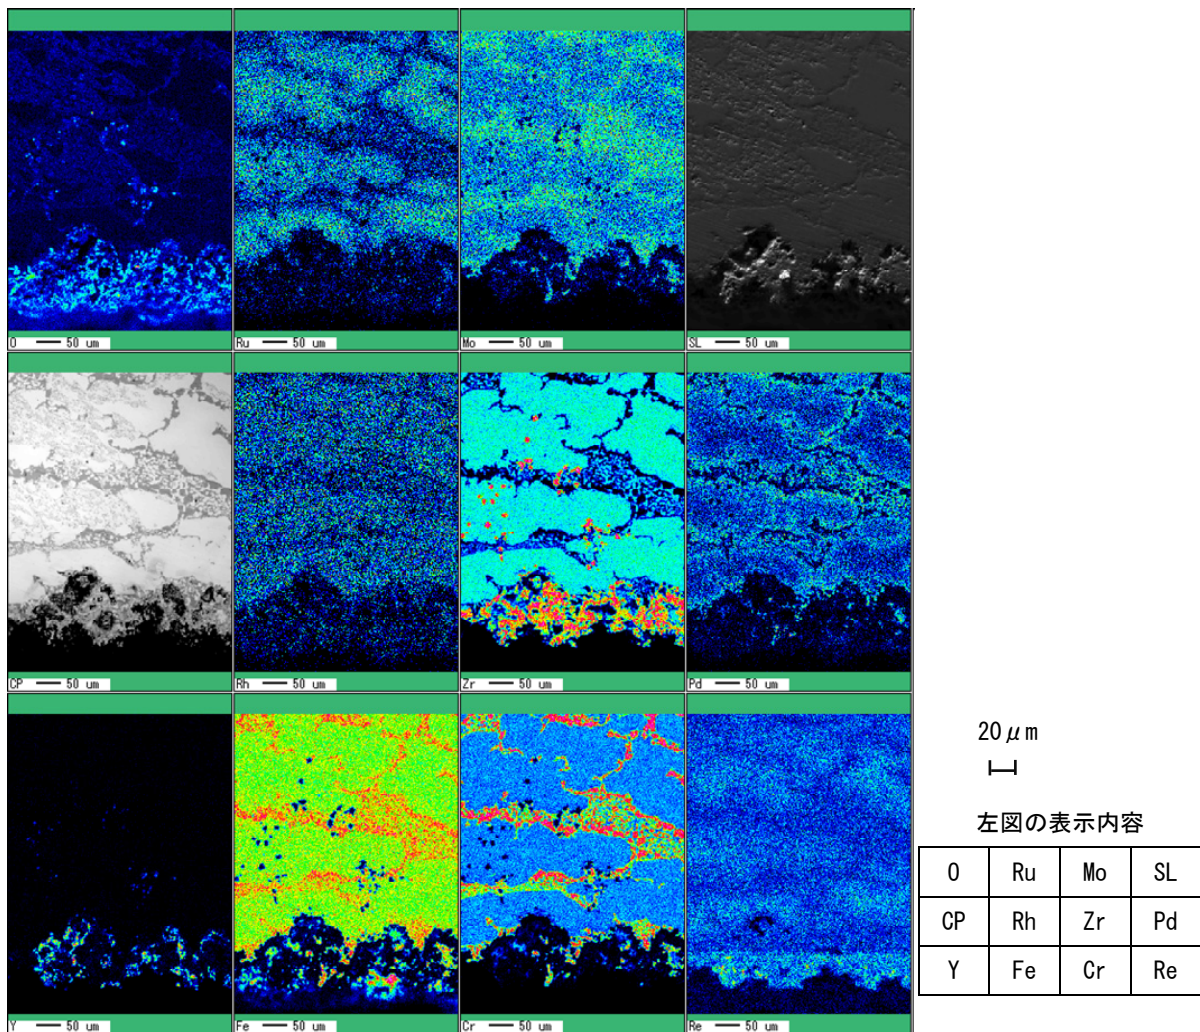 O 50 um
Ru 50 um
Mo 50 um
SL 50 um
CP 50 um
Rh 50 um
Zr 50 um
Pd 50 um
Y 50 um
Fe 50 um
Cr 50 um
Re 50 um
20μm
左図の表示内容
O Ru Mo SL
CP Rh Zr Pd
Y Fe Cr Re